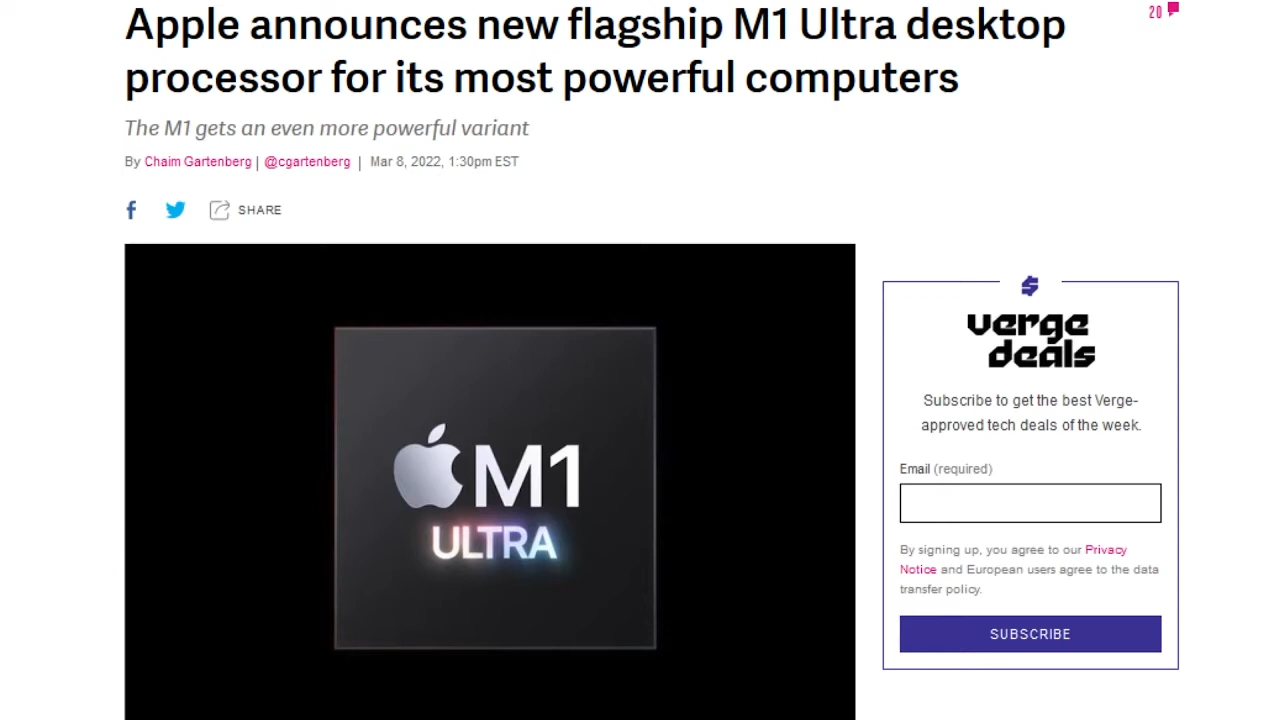 Apple announces new flagship M1 Ultra desktop
processor for its most powerful computers
20
The M1 gets an even more powerful variant
By Chaim Gartenberg | @cgartenberg | Mar 8, 2022, 1:30pm EST
f
SHARE
M1
ULTRA
$
verge
deals
Subscribe to get the best Verge-
approved tech deals of the week.
Email (required)
By signing up, you agree to our Privacy
Notice and European users agree to the data
transfer policy.
SUBSCRIBE